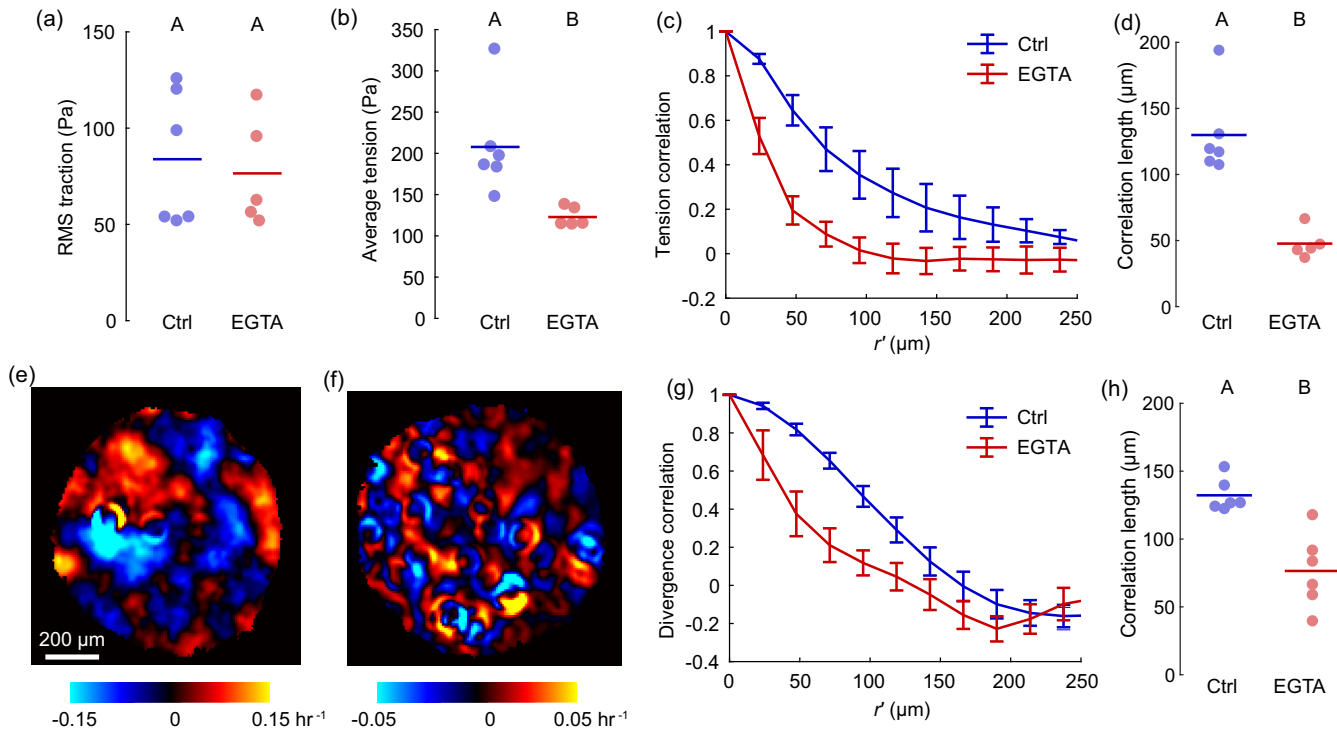 (a)
A
A
RMS traction (Pa)
150
100
50
0
Ctrl
EGTA
(b)
A
B
Average tension (Pa)
350
300
250
200
150
100
50
0
Ctrl
EGTA
(c)
Ctrl
EGTA
Tension correlation
1
0.8
0.6
0.4
0.2
0
-0.2
0
50
100
150
200
250
r' (µm)
(d)
A
B
Correlation length (µm)
200
150
100
50
0
Ctrl
EGTA
(e)
200 µm
-0.15
0
0.15 hr⁻¹
(f)
-0.05
0
0.05 hr⁻¹
(g)
Ctrl
EGTA
Divergence correlation
1
0.8
0.6
0.4
0.2
0
-0.2
-0.4
0
50
100
150
200
250
r' (µm)
(h)
A
B
Correlation length (µm)
200
150
100
50
0
Ctrl
EGTA